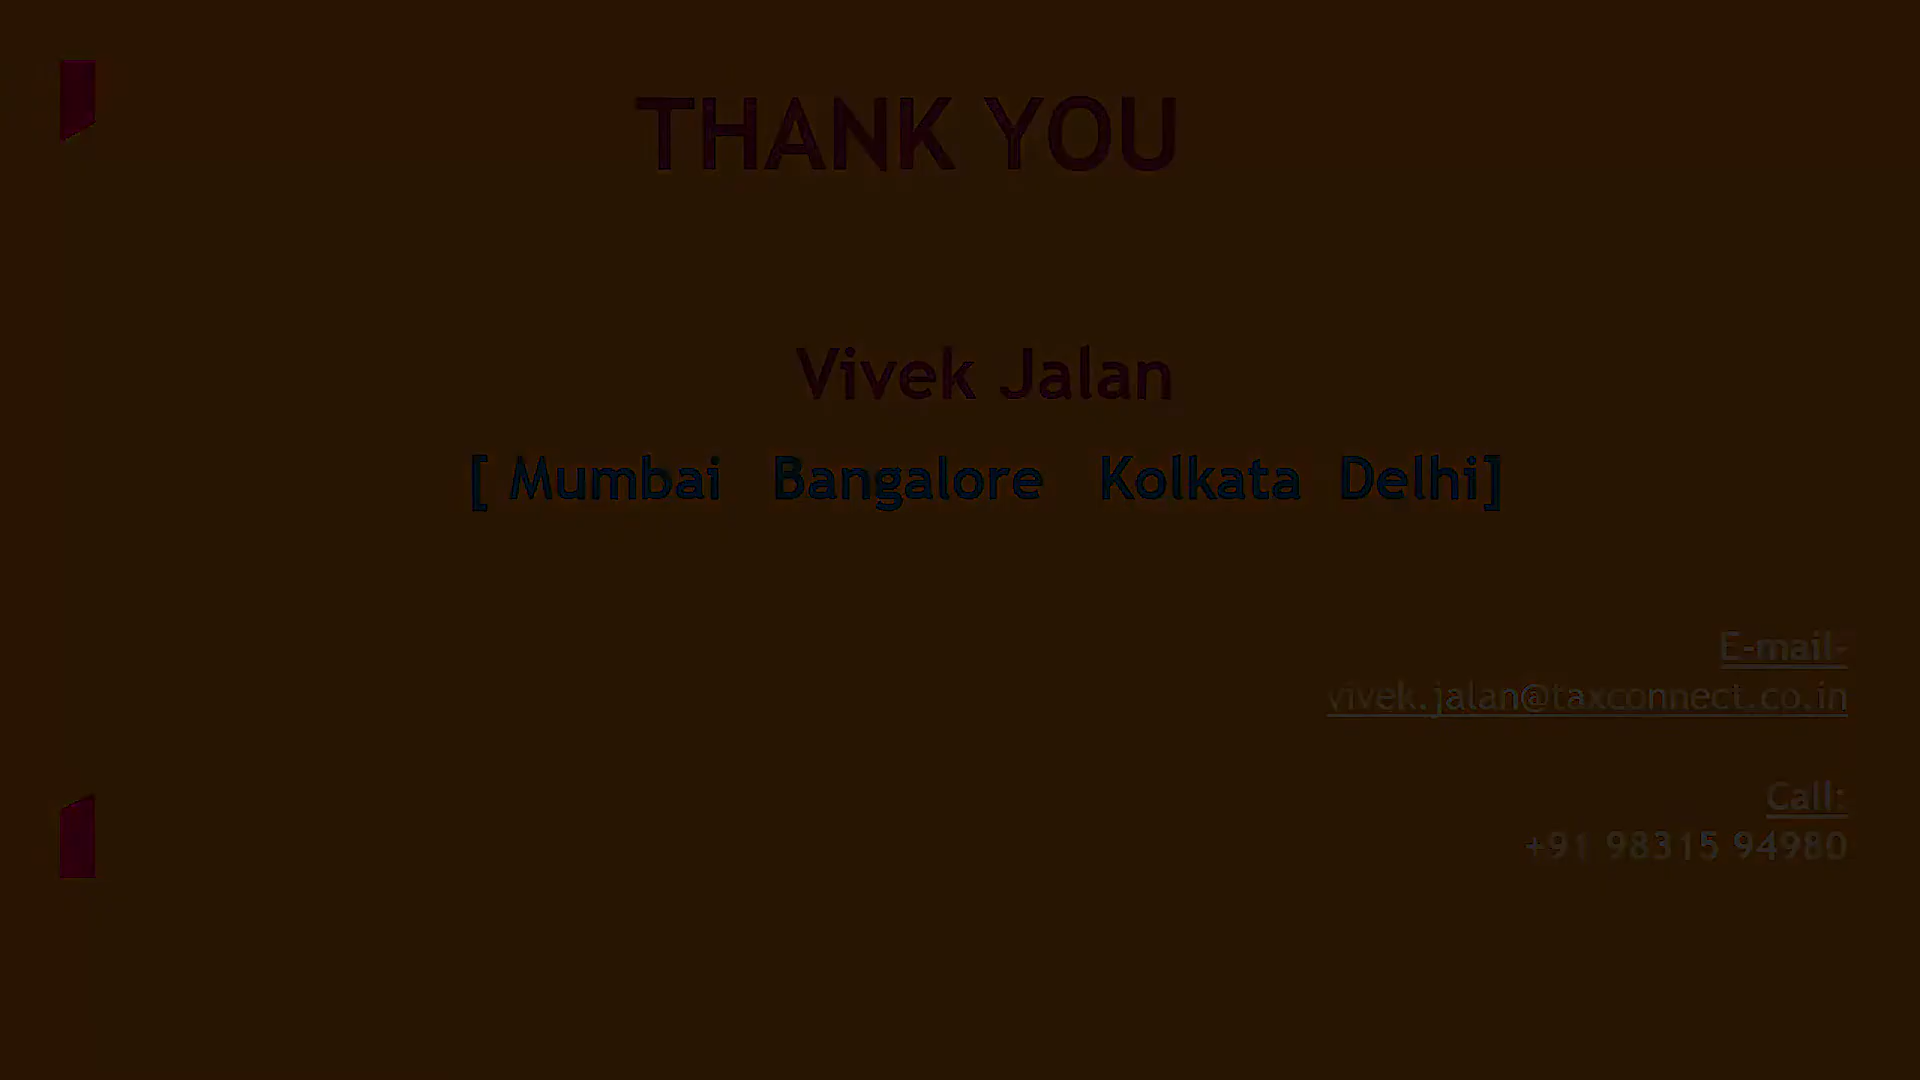 THANK YOU
Vivek Jalan
[ Mumbai Bangalore Kolkata Delhi]
E-mail-
vivek.jalan@taxconnect.co.in
Call:
+91 98315 94980